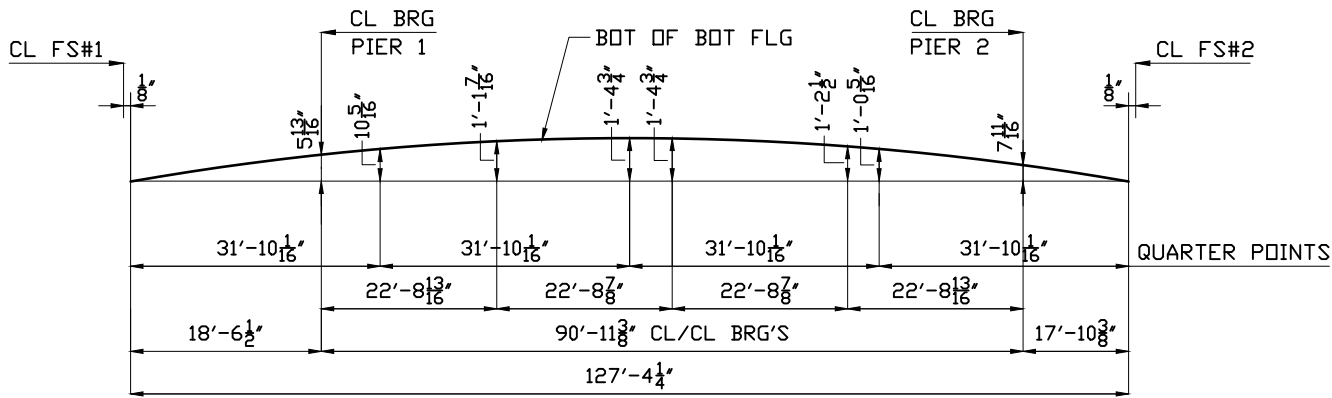 CL BRG
PIER 1
CL BRG
PIER 2
CL FS#1
BOT OF BOT FLG
CL FS#2
1/8"
5 13/16"
10 5/16"
1'-1 7/16"
1'-4 3/4"
1'-4 3/4"
1'-2 1/2"
1'-0 5/16"
7 11/16"
1/8"
31'-10 1/16"
31'-10 1/16"
31'-10 1/16"
31'-10 1/16"
QUARTER POINTS
22'-8 13/16"
22'-8 7/8"
22'-8 7/8"
22'-8 13/16"
18'-6 1/2"
90'-11 3/8" CL/CL BRG'S
17'-10 3/8"
127'-4 1/4"